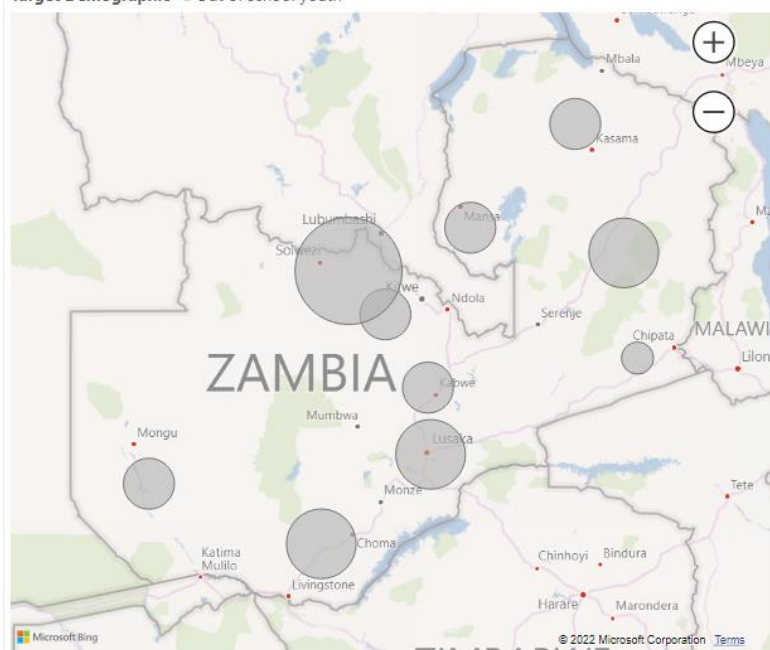 Mbala
Mbeya
Kasama
Mansa
Lubumbashi
Solwezi
Kitwe
Ndola
Serenje
Chipata
MALAWI
ZAMBIA
Kabwe
Mumbwa
Mongu
Lusaka
Monze
Tete
Choma
Katima
Mulilo
Livingstone
Chinhoyi
Bindura
Harare
Marondera
Microsoft Bing
© 2022 Microsoft Corporation Terms